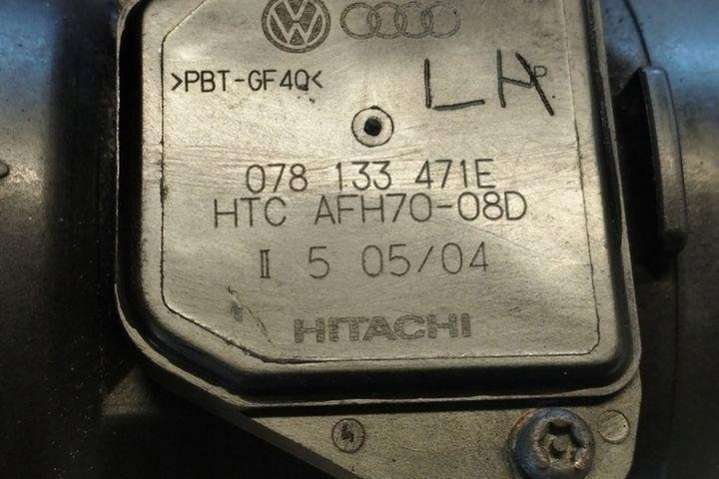 >PBT-GF40<
LH
078 133 471E
HTC AFH70-08D
II 5 05/04
HITACHI